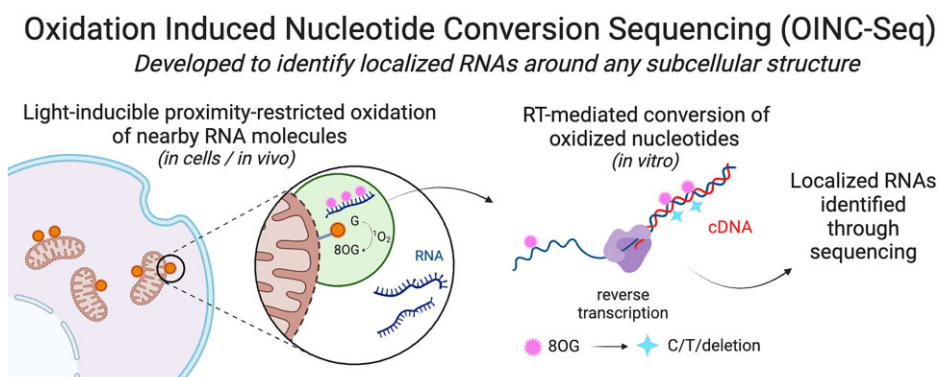 Oxidation Induced Nucleotide Conversion Sequencing (OINC-Seq)
Developed to identify localized RNAs around any subcellular structure
Light-inducible proximity-restricted oxidation
of nearby RNA molecules
(in cells / in vivo)
G
¹O₂
8OG
RNA
RT-mediated conversion of
oxidized nucleotides
(in vitro)
cDNA
reverse
transcription
8OG
C/T/deletion
Localized RNAs
identified
through
sequencing